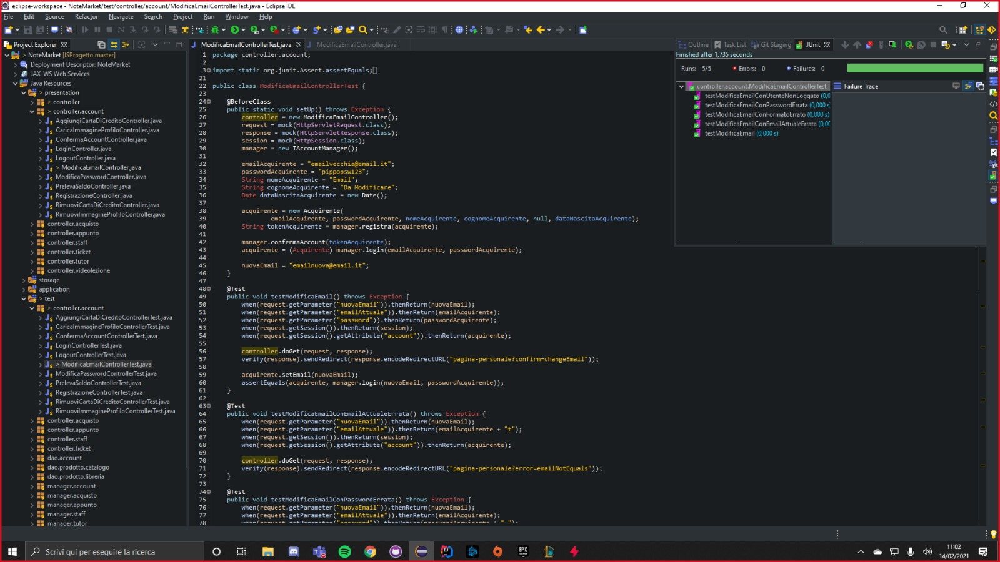 eclipse-workspace - NoteMarket/test/controller/account/ModificaEmailControllerTest.java - Eclipse IDE
File Edit Source Refactor Navigate Search Project Run Window Help
Project Explorer
NoteMarket [ISProgetto master]
Deployment Descriptor: NoteMarket
JAX-WS Web Services
Java Resources
> presentation
> controller
> controller.account
AggiungiCartaDiCreditoController.java
CaricaImmagineProfiloController.java
ConfermaAccountController.java
LoginController.java
LogoutController.java
> ModificaEmailController.java
ModificaPasswordController.java
PrelevaSaldoController.java
RegistrazioneController.java
RimuoviCartaDiCreditoController.java
RimuoviImmagineProfiloController.java
controller.acquisto
controller.appunto
controller.staff
controller.ticket
controller.tutor
controller.videolezione
storage
application
> test
> controller.account
AggiungiCartaDiCreditoControllerTest.java
CaricaImmagineProfiloControllerTest.java
ConfermaAccountControllerTest.java
LoginControllerTest.java
LogoutControllerTest.java
> ModificaEmailControllerTest.java
ModificaPasswordControllerTest.java
PrelevaSaldoControllerTest.java
RegistrazioneControllerTest.java
RimuoviCartaDiCreditoControllerTest.java
RimuoviImmagineProfiloControllerTest.java
controller.acquisto
controller.appunto
controller.staff
controller.ticket
dao.account
dao.prodotto.catalogo
dao.prodotto.libreria
manager.account
manager.acquisto
manager.appunto
manager.staff
manager.tutor
ModificaEmailControllerTest.java ModificaEmailController.java
1 package controller.account;
2
3 import static org.junit.Assert.assertEquals;
21
22 public class ModificaEmailControllerTest {
23
24 @BeforeClass
25 public static void setUp() throws Exception {
26 controller = new ModificaEmailController();
27 request = mock(HttpServletRequest.class);
28 response = mock(HttpServletResponse.class);
29 session = mock(HttpSession.class);
30 manager = new IAccountManager();
31
32 emailAcquirente = "emailvecchia@email.it";
33 passwordAcquirente = "pippopsw123";
34 String nomeAcquirente = "Email";
35 String cognomeAcquirente = "Da Modificare";
36 Date dataNascitaAcquirente = new Date();
37
38 acquirente = new Acquirente(
39 emailAcquirente, passwordAcquirente, nomeAcquirente, cognomeAcquirente, null, dataNascitaAcquirente);
40 String tokenAcquirente = manager.registra(acquirente);
41
42 manager.confermaAccount(tokenAcquirente);
43 acquirente = (Acquirente) manager.login(emailAcquirente, passwordAcquirente);
44
45 nuovaEmail = "emailnuova@email.it";
46 }
47
48 @Test
49 public void testModificaEmail() throws Exception {
50 when(request.getParameter("nuovaEmail")).thenReturn(nuovaEmail);
51 when(request.getParameter("emailAttuale")).thenReturn(emailAcquirente);
52 when(request.getParameter("password")).thenReturn(passwordAcquirente);
53 when(request.getSession()).thenReturn(session);
54 when(request.getSession().getAttribute("account")).thenReturn(acquirente);
55
56 controller.doGet(request, response);
57 verify(response).sendRedirect(response.encodeRedirectURL("pagina-personale?confirm=changeEmail"));
58
59 acquirente.setEmail(nuovaEmail);
60 assertEquals(acquirente, manager.login(nuovaEmail, passwordAcquirente));
61 }
62
63 @Test
64 public void testModificaEmailConEmailAttualeErrata() throws Exception {
65 when(request.getParameter("nuovaEmail")).thenReturn(nuovaEmail);
66 when(request.getParameter("emailAttuale")).thenReturn(emailAcquirente + "t");
67 when(request.getSession()).thenReturn(session);
68 when(request.getSession().getAttribute("account")).thenReturn(acquirente);
69
70 controller.doGet(request, response);
71 verify(response).sendRedirect(response.encodeRedirectURL("pagina-personale?error=emailNotEquals"));
72 }
73
74 @Test
75 public void testModificaEmailConPasswordErrata() throws Exception {
76 when(request.getParameter("nuovaEmail")).thenReturn(nuovaEmail);
77 when(request.getParameter("emailAttuale")).thenReturn(emailAcquirente);
78
Outline Task List Git Staging JUnit
Finished after 1,735 seconds
Runs: 5/5 Errors: 0 Failures: 0
controller.account.ModificaEmailControllerTest [
testModificaEmailConUtenteNonLoggato (0,0
testModificaEmailConPasswordErrata (0,000 s)
testModificaEmailConFormatoErrato (0,000 s)
testModificaEmailConEmailAttualeErrata (0,00
testModificaEmail (0,000 s)
Failure Trace
Scrivi qui per eseguire la ricerca
EPIC GAMES
11:02
14/02/2021